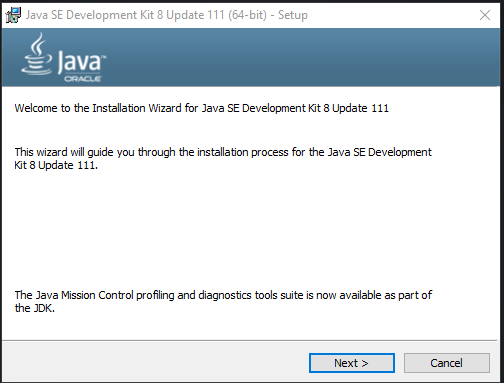 Java SE Development Kit 8 Update 111 (64-bit) - Setup
Java
ORACLE
Welcome to the Installation Wizard for Java SE Development Kit 8 Update 111
This wizard will guide you through the installation process for the Java SE Development
Kit 8 Update 111.
The Java Mission Control profiling and diagnostics tools suite is now available as part of
the JDK.
Next >
Cancel